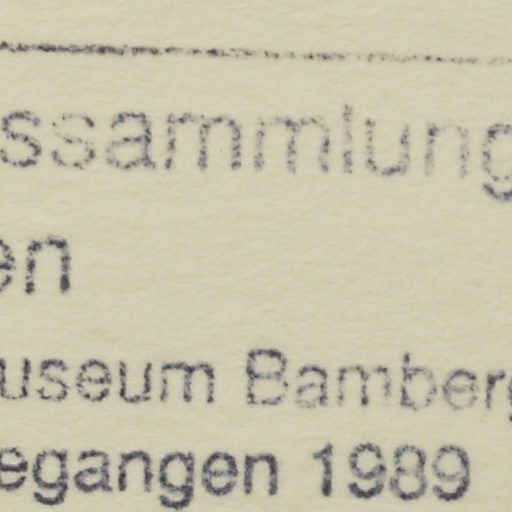 ssammlung
en
useum Bamberg
egangen 1989